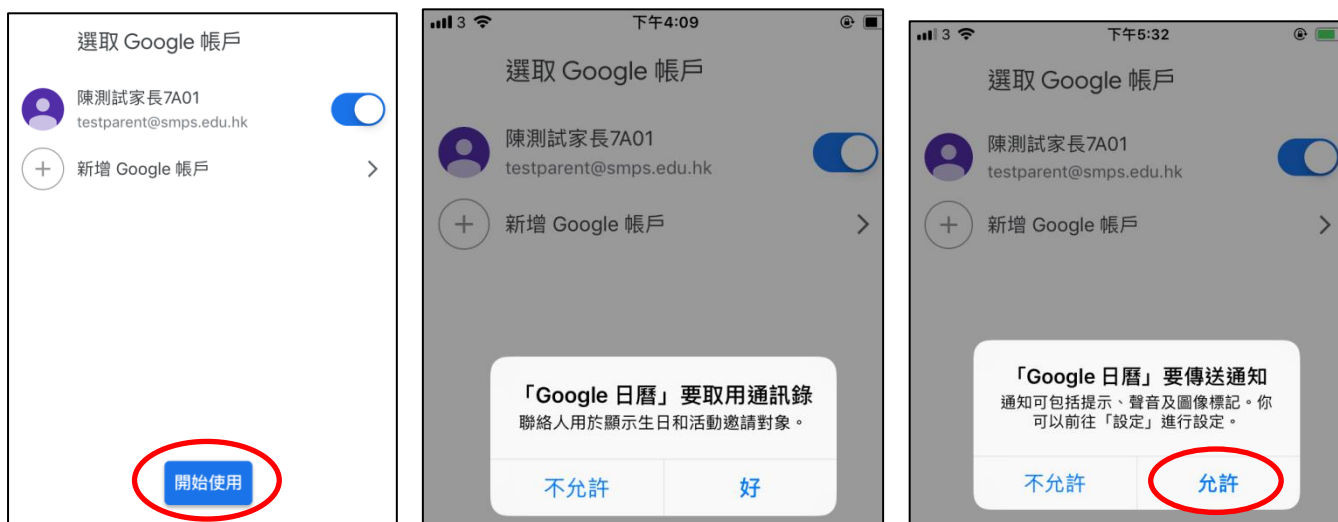 選取 Google 帳戶
陳測試家長7A01
testparent@smps.edu.hk
新增 Google 帳戶
開始使用
3 下午4:09
選取 Google 帳戶
陳測試家長7A01
testparent@smps.edu.hk
新增 Google 帳戶
「Google 日曆」要取用通訊錄
聯絡人用於顯示生日和活動邀請對象。
不允許 好
3 下午5:32
選取 Google 帳戶
陳測試家長7A01
testparent@smps.edu.hk
新增 Google 帳戶
「Google 日曆」要傳送通知
通知可包括提示、聲音及圖像標記。你
可以前往「設定」進行設定。
不允許 允許